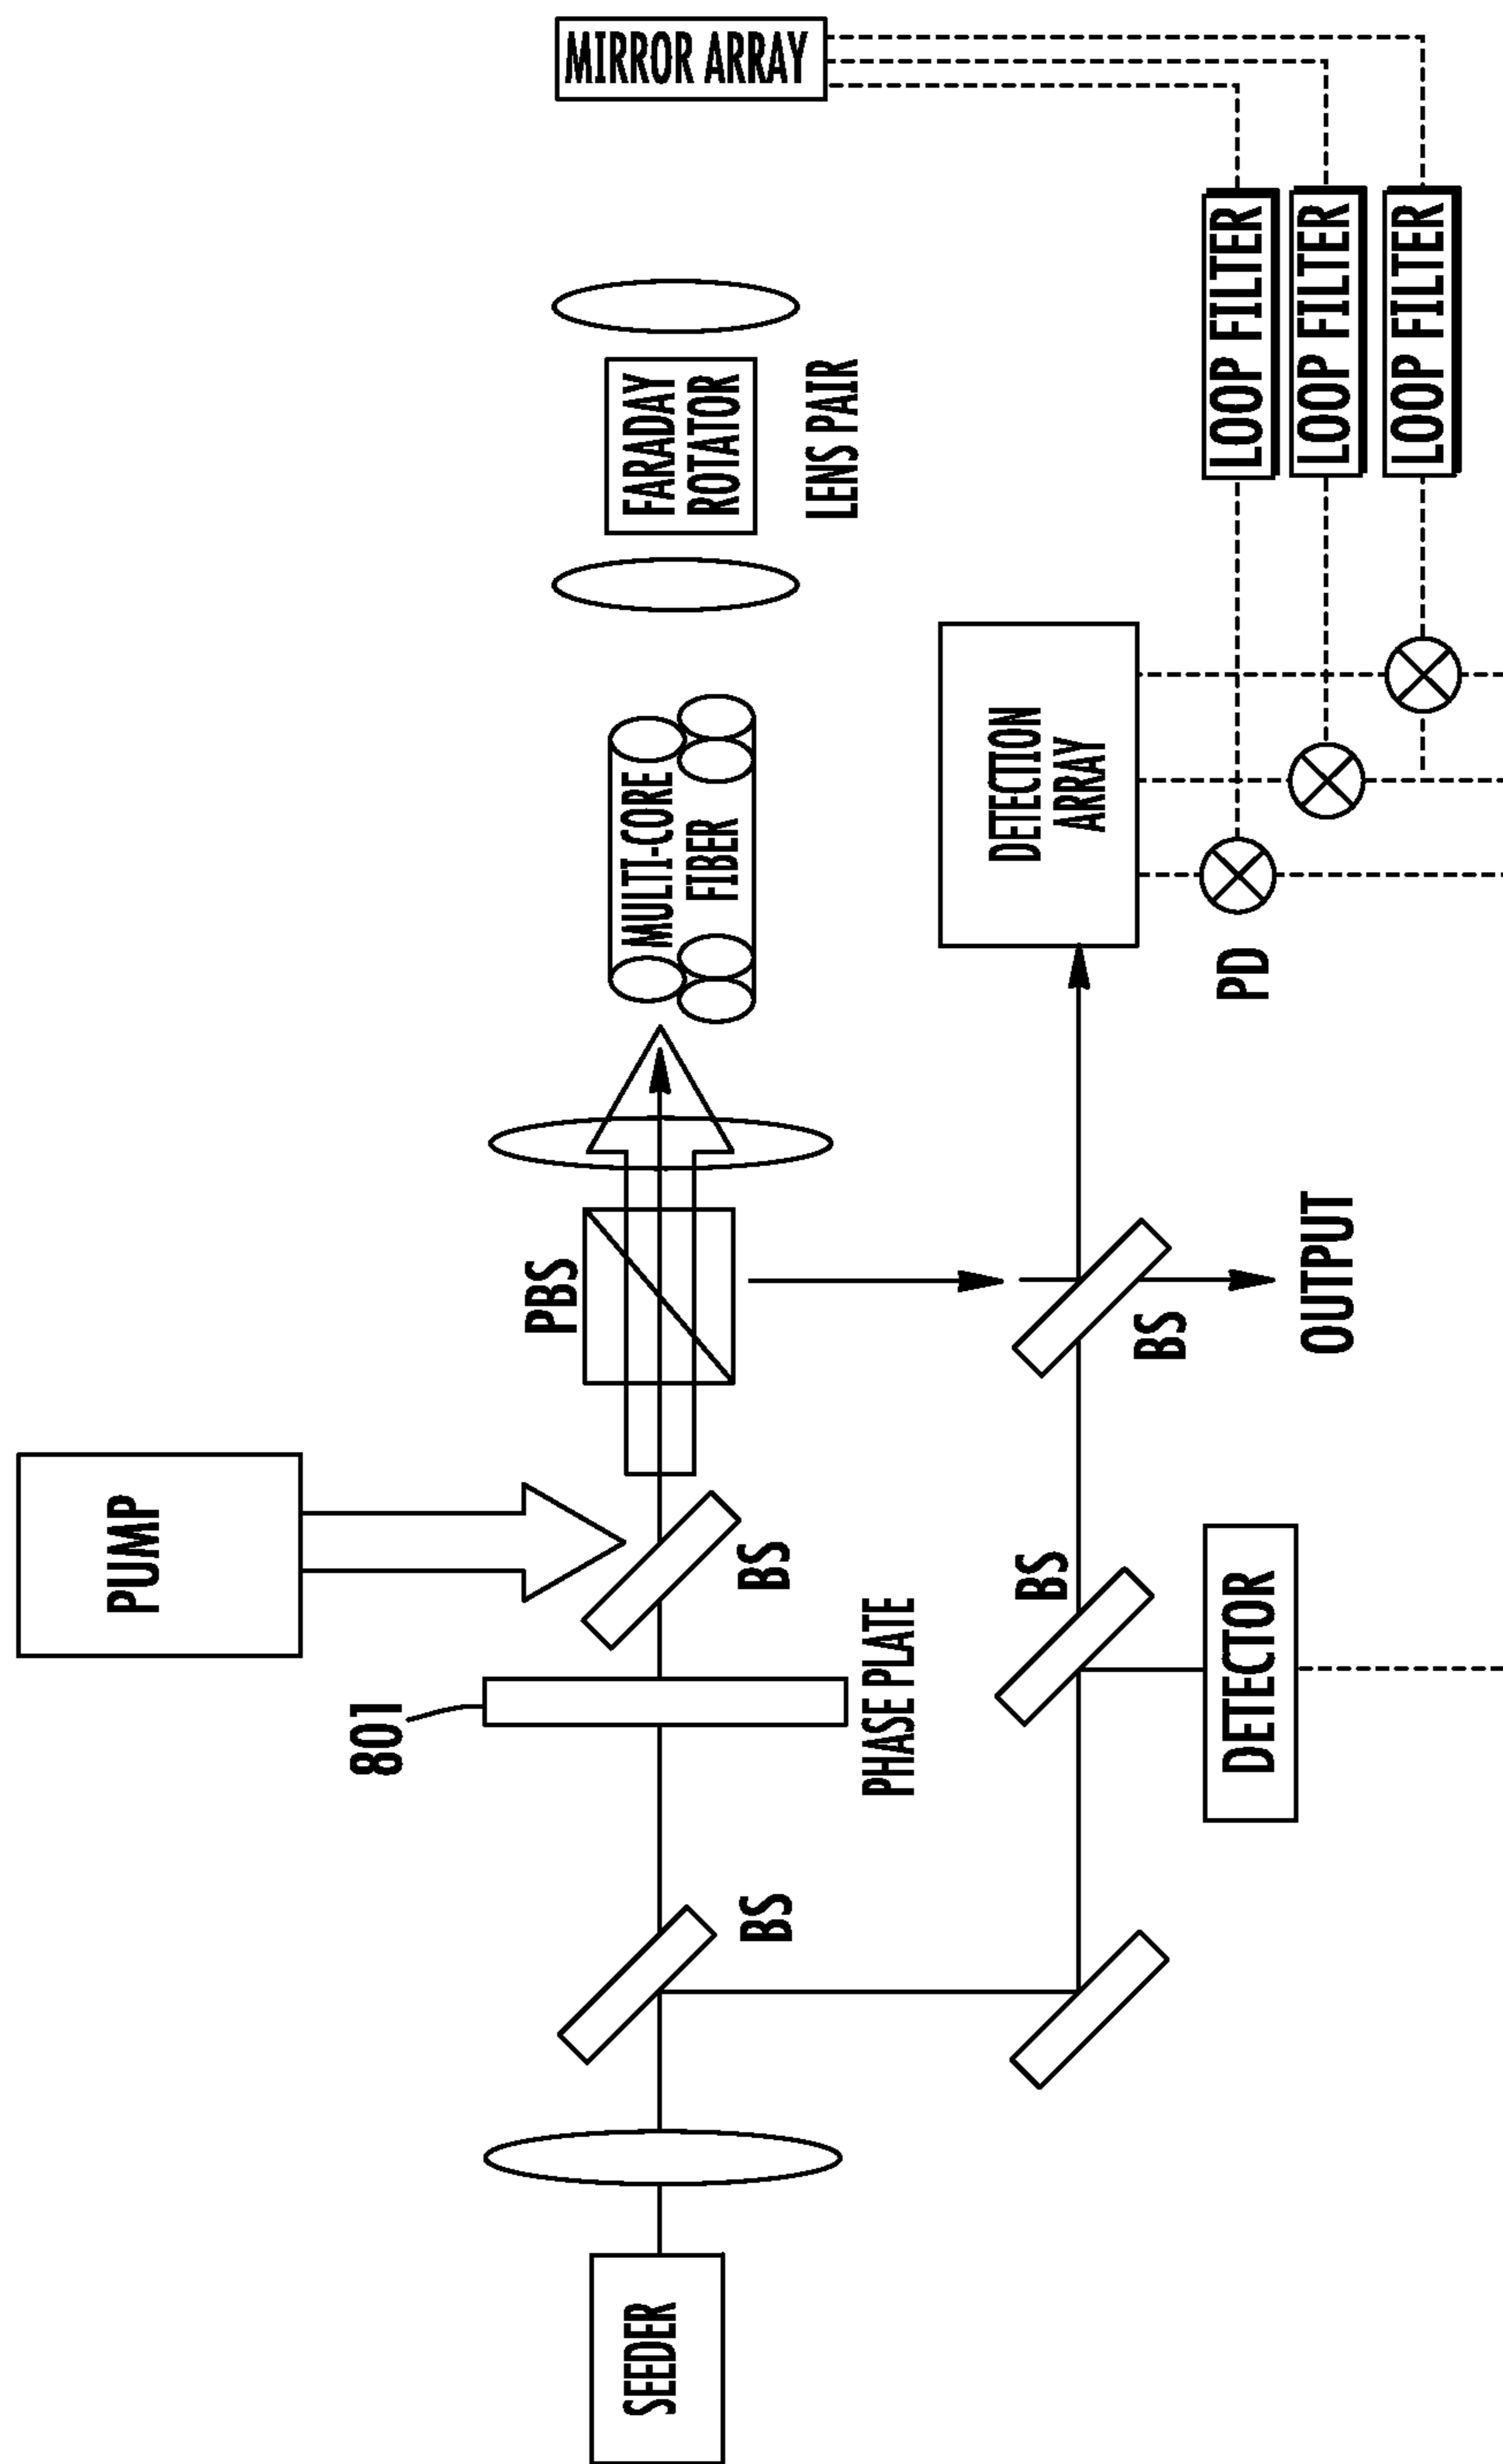 PUMP
801
PBS
SEEDER
MULTI-CORE
FIBER
FARADAY
ROTATOR
MIRROR ARRAY
BS
BS
LENS PAIR
PHASE PLATE
DETECTION
ARRAY
BS
BS
DETECTOR
PD
LOOP FILTER
OUTPUT
LOOP FILTER
LOOP FILTER